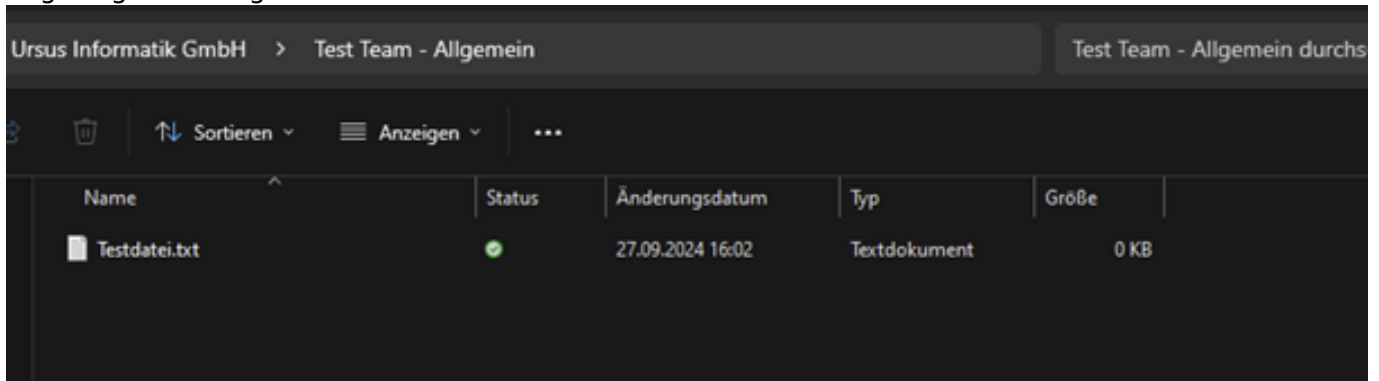 Ursus Informatik GmbH > Test Team - Allgemein Test Team - Allgemein durchs
Sortieren Anzeigen ...
Name Status Änderungsdatum Typ Größe
Testdatei.txt 27.09.2024 16:02 Textdokument 0 KB